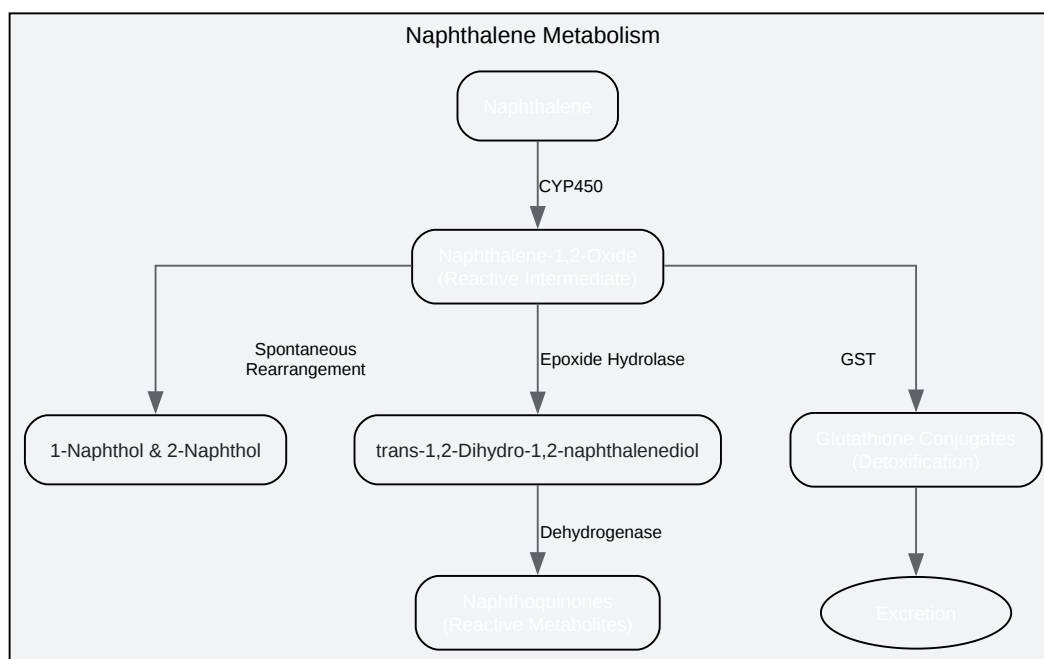 Naphthalene Metabolism
Naphthalene
CYP450
Naphthalene-1,2-Oxide
(Reactive Intermediate)
Spontaneous
Rearrangement
Epoxide Hydrolase
GST
1-Naphthol & 2-Naphthol
trans-1,2-Dihydro-1,2-naphthalenediol
Glutathione Conjugates
(Detoxification)
Dehydrogenase
Naphthoquinones
(Reactive Metabolites)
Excretion